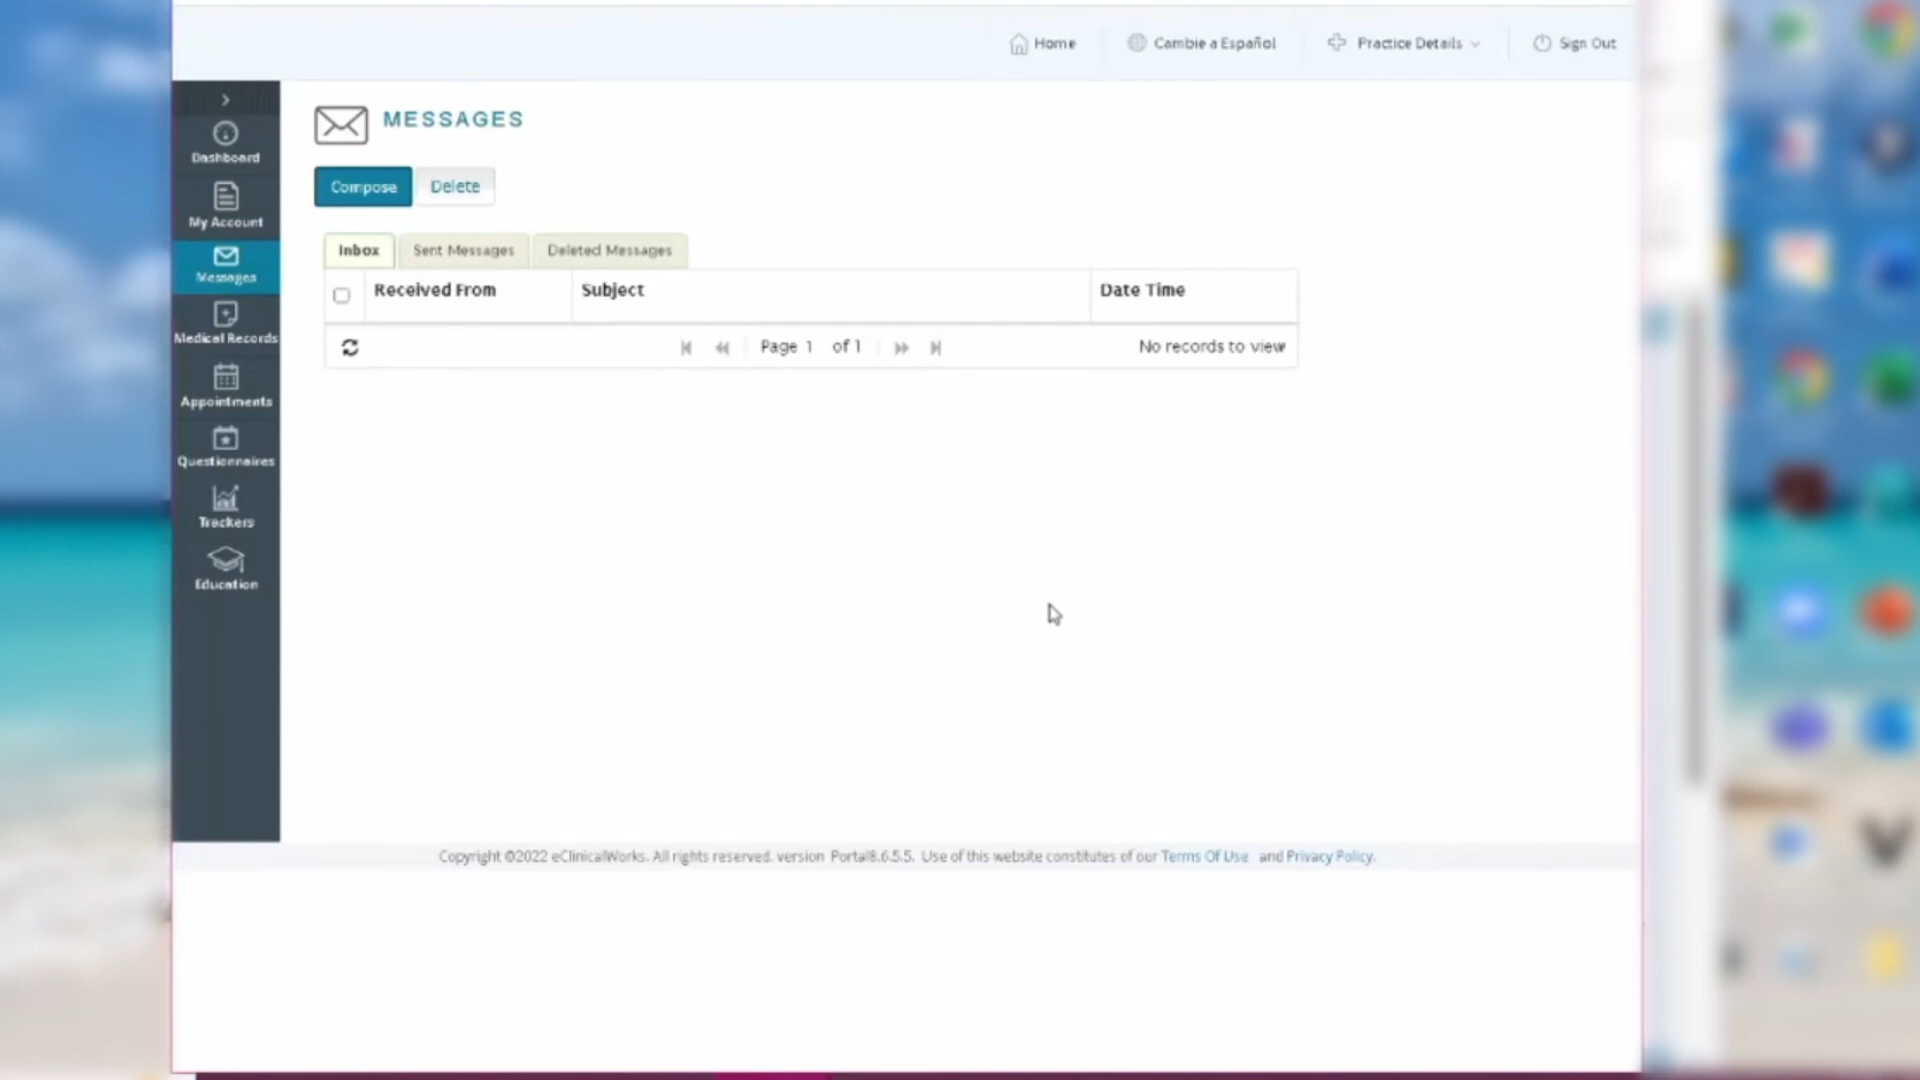 Home Cambie a Español Practice Details Sign Out
MESSAGES
Compose Delete
Inbox Sent Messages Deleted Messages
Received From Subject Date Time
Page 1 of 1 No records to view
Dashboard
My Account
Messages
Medical Records
Appointments
Questionnaires
Trackers
Education
Copyright ©2022 eClinicalWorks. All rights reserved. version Portal8.6.5.5. Use of this website constitutes of our Terms Of Use and Privacy Policy.